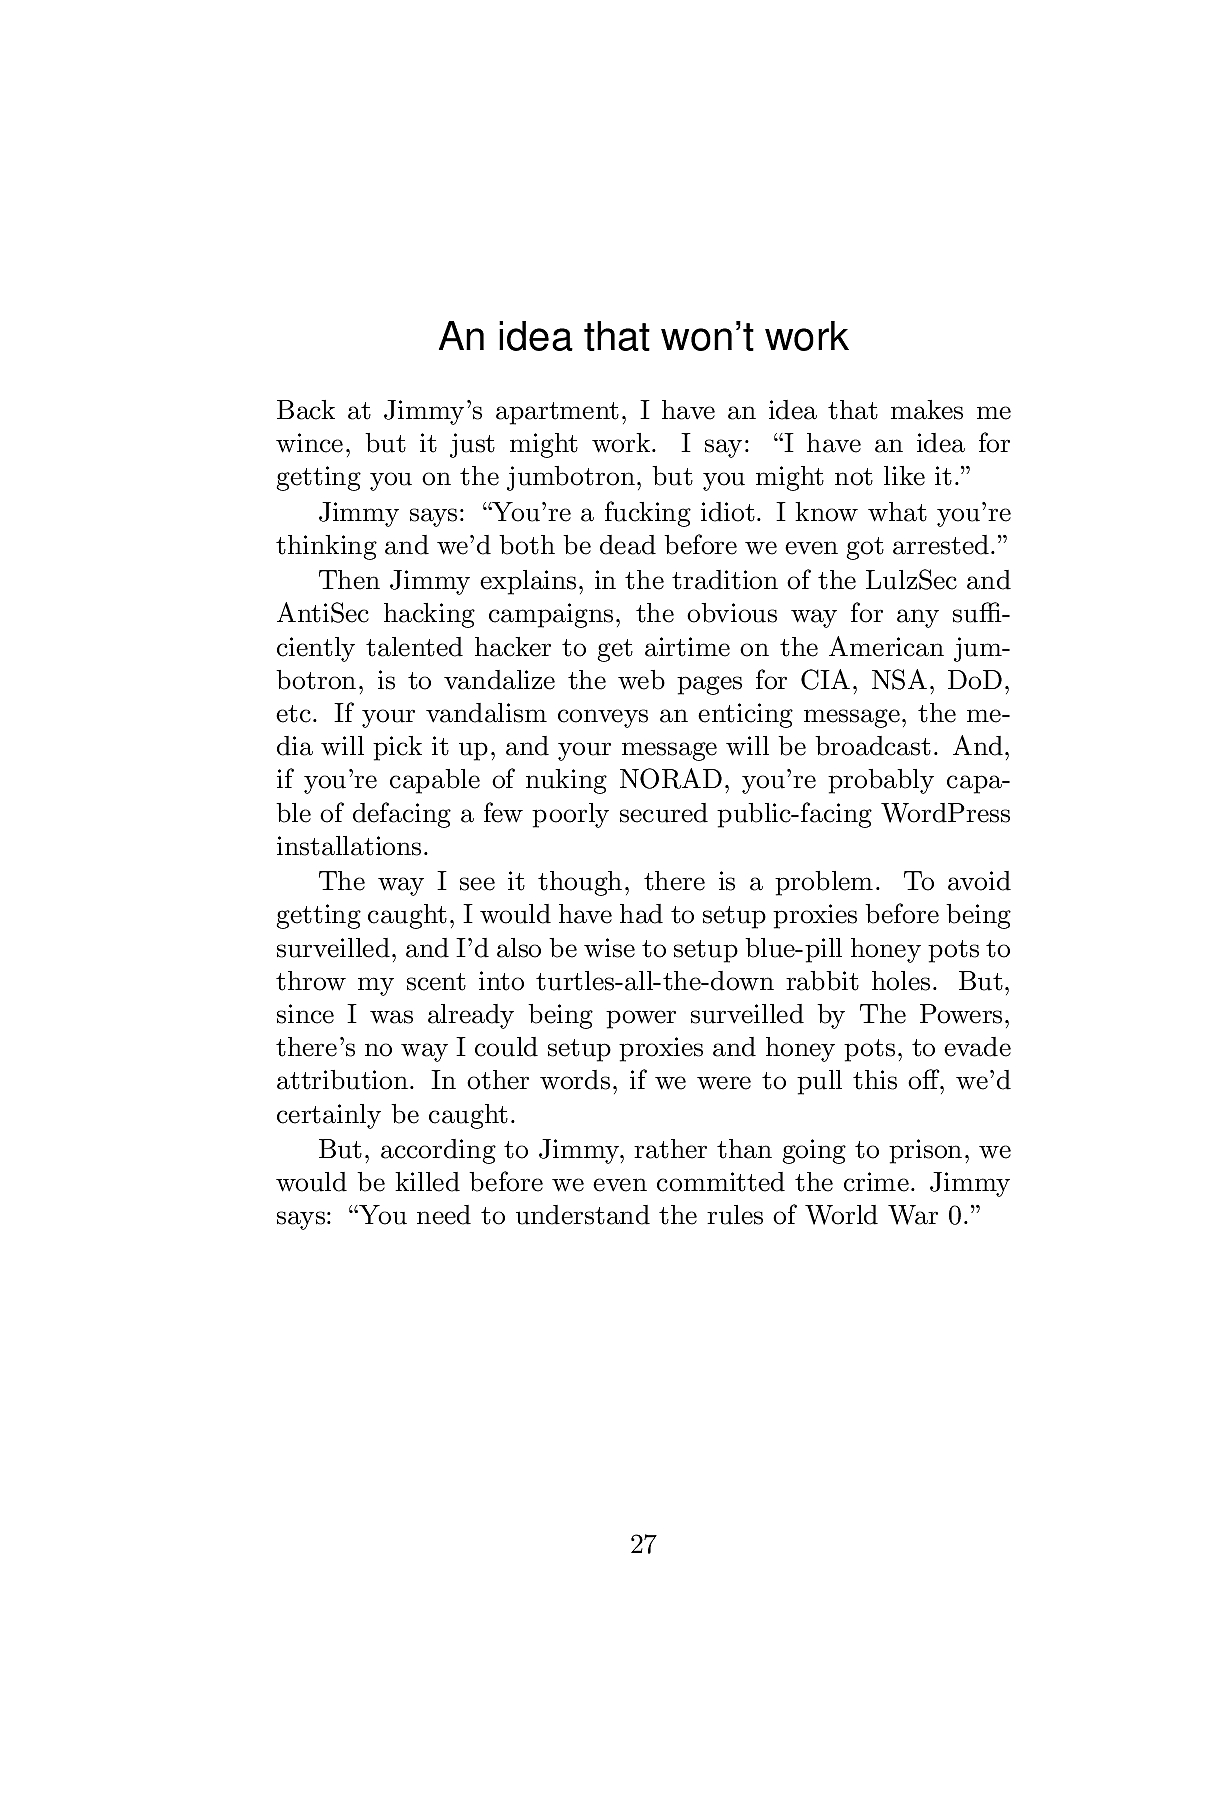 An idea that won't work
Back at Jimmy's apartment, I have an idea that makes me
wince, but it just might work. I say: “I have an idea for
getting you on the jumbotron, but you might not like it.”
Jimmy says: “You're a fucking idiot. I know what you're
thinking and we'd both be dead before we even got arrested.”
Then Jimmy explains, in the tradition of the LulzSec and
AntiSec hacking campaigns, the obvious way for any suffi-
ciently talented hacker to get airtime on the American jum-
botron, is to vandalize the web pages for CIA, NSA, DoD,
etc. If your vandalism conveys an enticing message, the me-
dia will pick it up, and your message will be broadcast. And,
if you're capable of nuking NORAD, you're probably capa-
ble of defacing a few poorly secured public-facing WordPress
installations.
The way I see it though, there is a problem. To avoid
getting caught, I would have had to setup proxies before being
surveilled, and I'd also be wise to setup blue-pill honey pots to
throw my scent into turtles-all-the-down rabbit holes. But,
since I was already being power surveilled by The Powers,
there's no way I could setup proxies and honey pots, to evade
attribution. In other words, if we were to pull this off, we'd
certainly be caught.
But, according to Jimmy, rather than going to prison, we
would be killed before we even committed the crime. Jimmy
says: “You need to understand the rules of World War 0.”
27